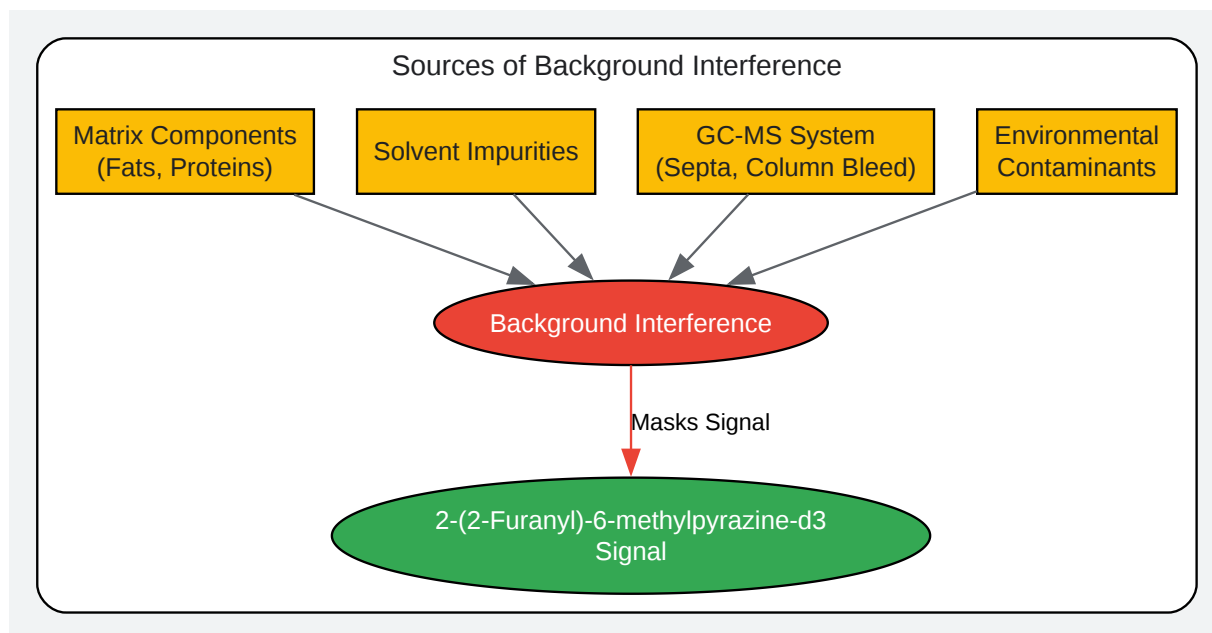 Sources of Background Interference
Matrix Components
(Fats, Proteins)
Solvent Impurities
GC-MS System
(Septa, Column Bleed)
Environmental
Contaminants
Background Interference
Masks Signal
2-(2-Furanyl)-6-methylpyrazine-d3
Signal